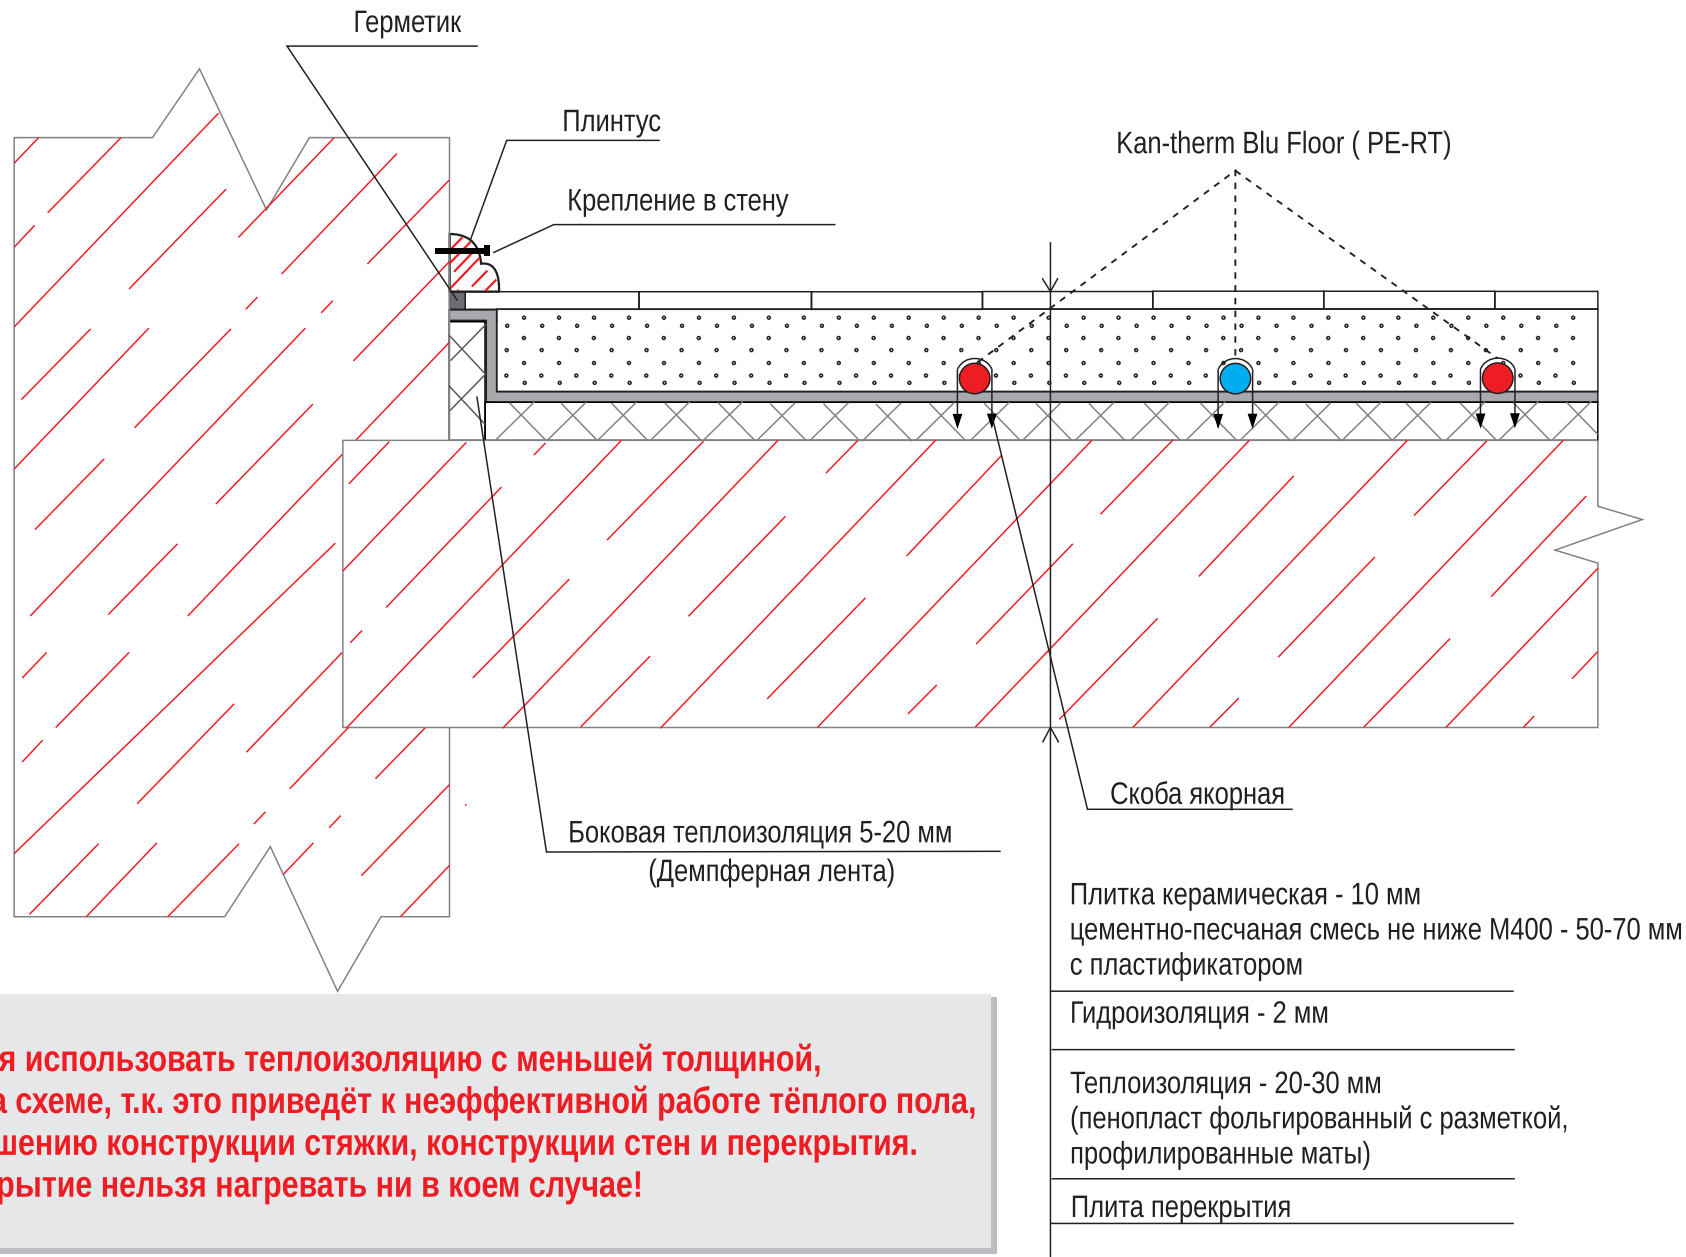 Герметик
Плинтус
Kan-therm Blu Floor ( PE-RT)
Крепление в стену
Скоба якорная
Боковая теплоизоляция 5-20 мм
(Демпферная лента)
Плитка керамическая - 10 мм
цементно-песчаная смесь не ниже М400 - 50-70 мм
с пластификатором
Гидроизоляция - 2 мм
Теплоизоляция - 20-30 мм
(пенопласт фольгированный с разметкой,
профилированные маты)
Плита перекрытия
использовать теплоизоляцию с меньшей толщиной,
схеме, т.к. это приведёт к неэффективной работе тёплого пола,
конструкции стяжки, конструкции стен и перекрытия.
нельзя нагревать ни в коем случае!